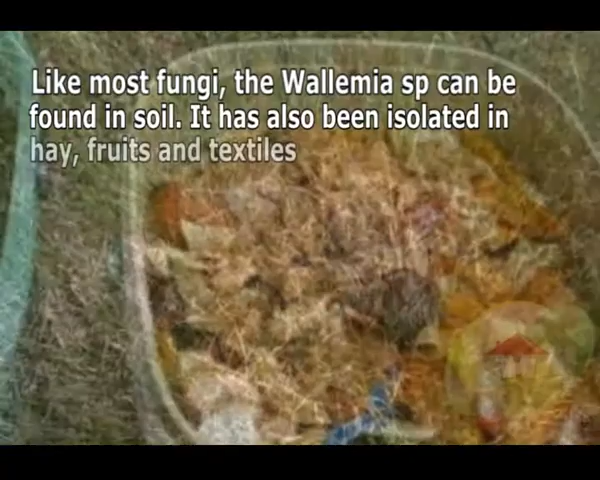 Like most fungi, the Wallemia sp can be
found in soil. It has also been isolated in
hay, fruits and textiles